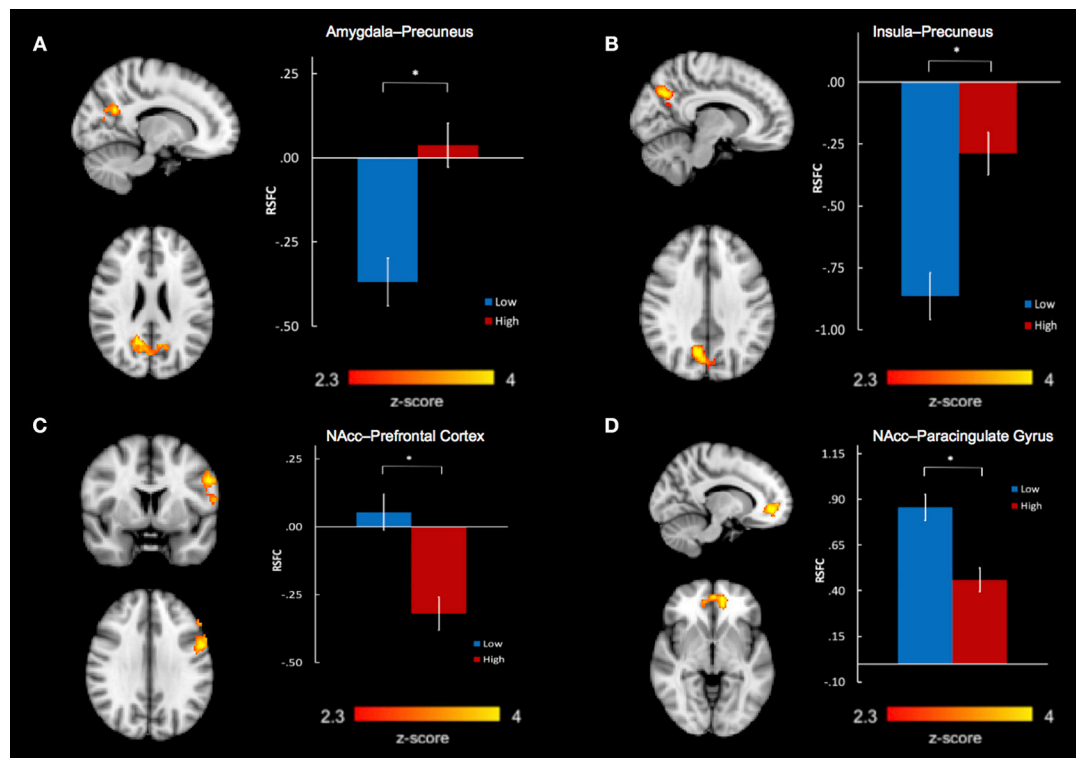 A
Amygdala–Precuneus
.25
*
.00
RSFC
-.25
-.50
Low
High
2.3
4
z-score
B
Insula–Precuneus
*
.00
-.25
RSFC
-.50
-.75
-1.00
Low
High
2.3
4
z-score
C
NAcc–Prefrontal Cortex
.25
*
.00
RSFC
-.25
-.50
Low
High
2.3
4
z-score
D
NAcc–Paracingulate Gyrus
1.15
*
.90
.65
RSFC
.40
.15
-.10
Low
High
2.3
4
z-score